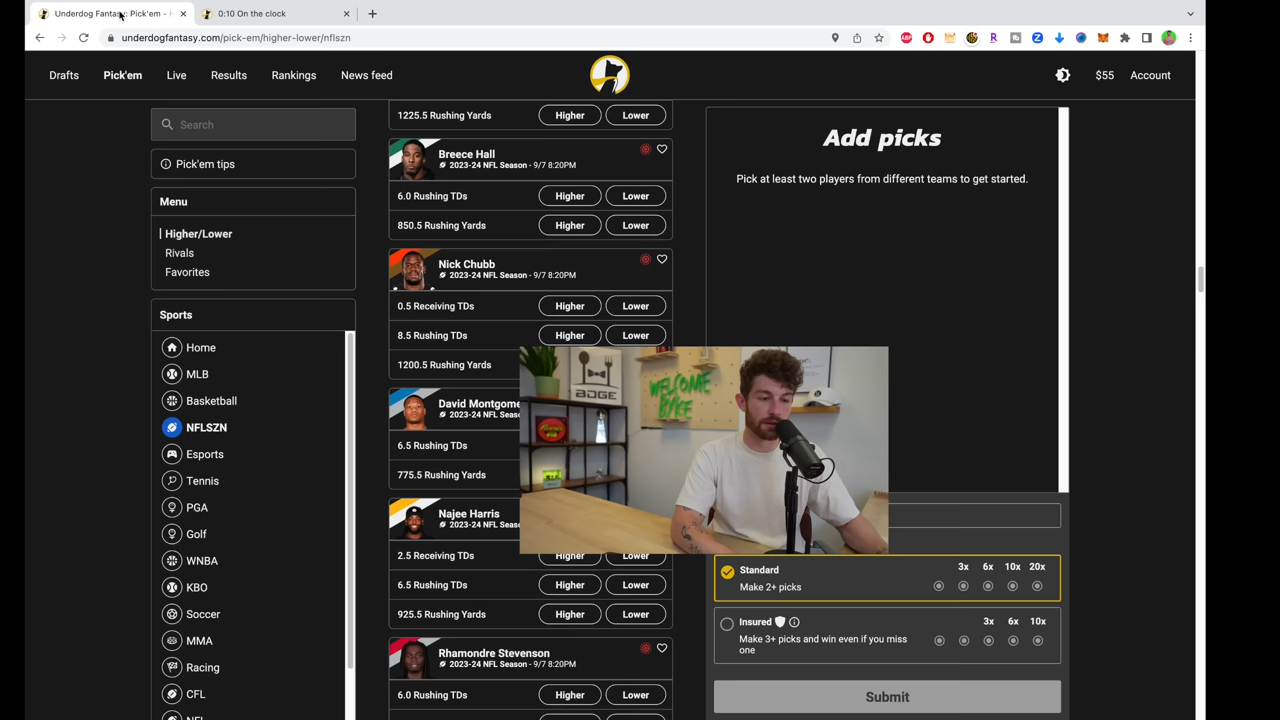 Underdog Fantasy: Pick'em -
0:10 On the clock
underdogfantasy.com/pick-em/higher-lower/nflszn
Drafts Pick'em Live Results Rankings News feed $55 Account
Search
Pick'em tips
Menu
Higher/Lower
Rivals
Favorites
Sports
Home
MLB
Basketball
NFLSZN
Esports
Tennis
PGA
Golf
WNBA
KBO
Soccer
MMA
Racing
CFL
1225.5 Rushing Yards Higher Lower
Breece Hall
2023-24 NFL Season - 9/7 8:20PM
6.0 Rushing TDs Higher Lower
850.5 Rushing Yards Higher Lower
Nick Chubb
2023-24 NFL Season - 9/7 8:20PM
0.5 Receiving TDs Higher Lower
8.5 Rushing TDs Higher Lower
1200.5 Rushing Yards
David Montgome
2023-24 NFL Seaso
6.5 Rushing TDs
775.5 Rushing Yards
Najee Harris
2023-24 NFL Seaso
2.5 Receiving TDs Higher Lower
6.5 Rushing TDs Higher Lower
925.5 Rushing Yards Higher Lower
Rhamondre Stevenson
2023-24 NFL Season - 9/7 8:20PM
6.0 Rushing TDs Higher Lower
Add picks
Pick at least two players from different teams to get started.
BDGE
WELCOME
Standard 3x 6x 10x 20x
Make 2+ picks
Insured 3x 6x 10x
Make 3+ picks and win even if you miss
one
Submit